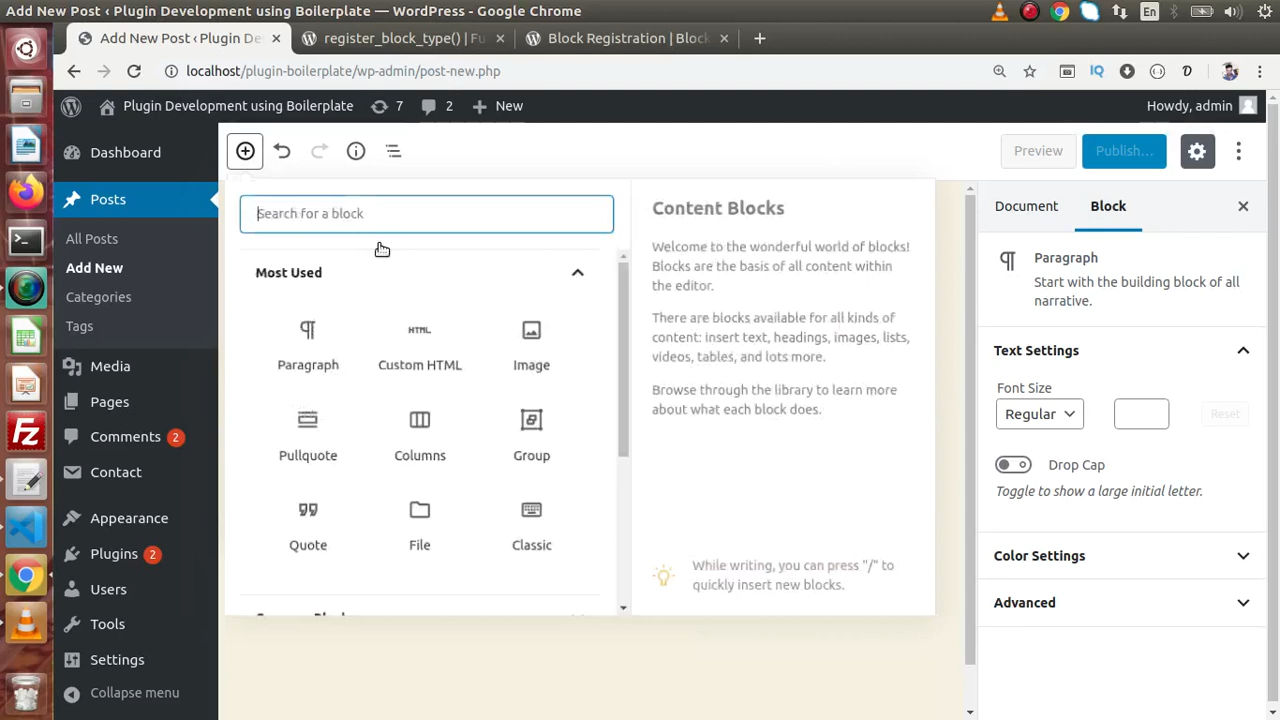 Add New Post ‹ Plugin Development using Boilerplate — WordPress - Google Chrome
En
Add New Post ‹ Plugin De
register_block_type() | Fu
Block Registration | Block
localhost/plugin-boilerplate/wp-admin/post-new.php
IQ
Plugin Development using Boilerplate
7
2
New
Howdy, admin
Dashboard
Posts
All Posts
Add New
Categories
Tags
Media
Pages
Comments 2
Contact
Appearance
Plugins 2
Users
Tools
Settings
Collapse menu
Preview
Publish…
Search for a block
Most Used
Paragraph
HTML
Custom HTML
Image
Pullquote
Columns
Group
Quote
File
Classic
Content Blocks
Welcome to the wonderful world of blocks!
Blocks are the basis of all content within
the editor.
There are blocks available for all kinds of
content: insert text, headings, images, lists,
videos, tables, and lots more.
Browse through the library to learn more
about what each block does.
While writing, you can press "/" to
quickly insert new blocks.
Document
Block
Paragraph
Start with the building block of all
narrative.
Text Settings
Font Size
Regular
Reset
Drop Cap
Toggle to show a large initial letter.
Color Settings
Advanced